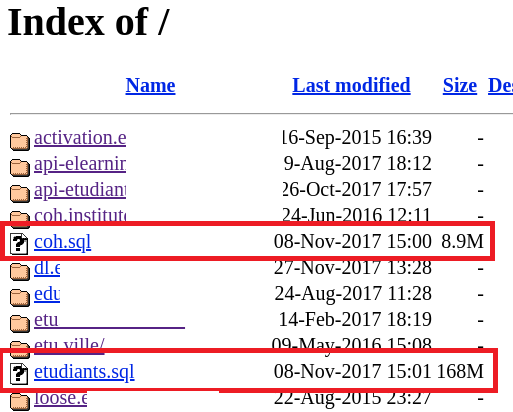 Index of /
Name Last modified Size Des
activation.e 16-Sep-2015 16:39 -
api-elearnin 9-Aug-2017 18:12 -
api-etudiant 26-Oct-2017 17:57 -
coh.institute 24-Jun-2016 12:11 -
coh.sql 08-Nov-2017 15:00 8.9M
dl.e 27-Nov-2017 13:28 -
edu 24-Aug-2017 11:28 -
etu 14-Feb-2017 18:19 -
etu.ville/ 09-May-2016 15:08 -
etudiants.sql 08-Nov-2017 15:01 168M
loose.e 22-Aug-2015 23:27 -